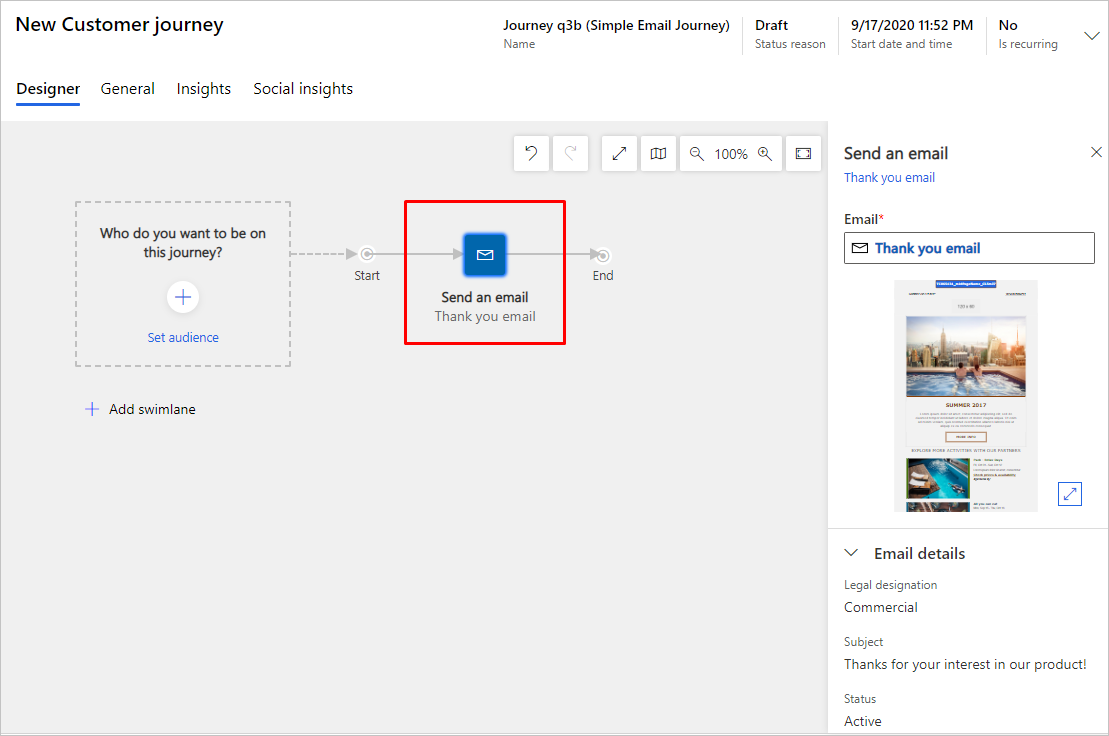 New Customer journey
Journey q3b (Simple Email Journey)
Name
Draft
Status reason
9/17/2020 11:52 PM
Start date and time
No
Is recurring
Designer
General
Insights
Social insights
100%
Who do you want to be on
this journey?
Set audience
Start
Send an email
Thank you email
End
Add swimlane
Send an email
Thank you email
Email*
Thank you email
SUMMER 2017
MORE INFO
EXPLORE MORE ACTIVITIES WITH OUR PARTNERS
Email details
Legal designation
Commercial
Subject
Thanks for your interest in our product!
Status
Active